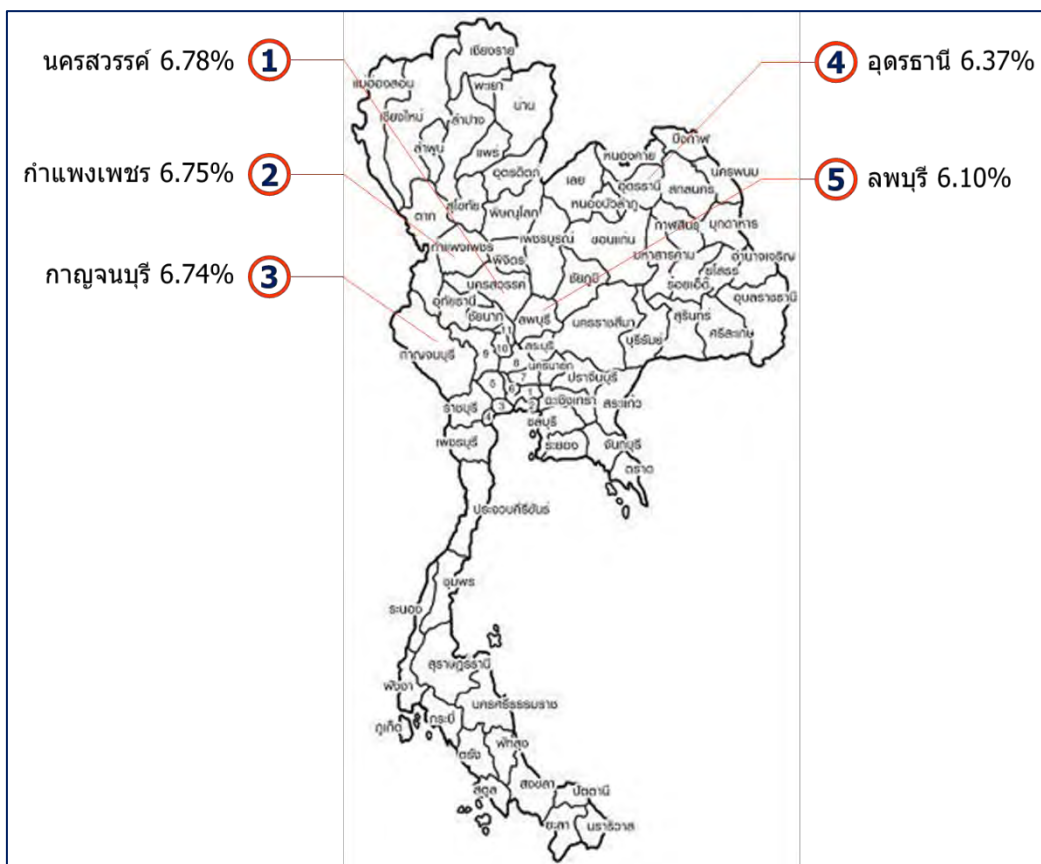 นครสวรรค์ 6.78% 1
กำแพงเพชร 6.75% 2
กาญจนบุรี 6.74% 3
4 อุดรธานี 6.37%
5 ลพบุรี 6.10%
เชียงราย
แม่ฮ่องสอน
พะเยา
น่าน
เชียงใหม่
ลำปาง
ลำพูน
แพร่
อุตรดิตถ์
บึงกาฬ
หนองคาย
นครพนม
เลย
อุดรธานี
สกลนคร
หนองบัวลำภู
ตาก
สุโขทัย
พิษณุโลก
กาฬสินธุ์
มุกดาหาร
กำแพงเพชร
เพชรบูรณ์
ขอนแก่น
พิจิตร
มหาสารคาม
อำนาจเจริญ
ยโสธร
ชัยภูมิ
ร้อยเอ็ด
นครสวรรค์
อุบลราชธานี
อุทัยธานี
ชัยนาท
ลพบุรี
นครราชสีมา
สุรินทร์
บุรีรัมย์
ศรีสะเกษ
11
10
สระบุรี
กาญจนบุรี
9
8
นครนายก
7
ปราจีนบุรี
5
6
1
ฉะเชิงเทรา
สระแก้ว
ราชบุรี
3
2
4
ชลบุรี
เพชรบุรี
ระยอง
จันทบุรี
ตราด
ประจวบคีรีขันธ์
ชุมพร
ระนอง
สุราษฎร์ธานี
พังงา
นครศรีธรรมราช
ภูเก็ต
กระบี่
พัทลุง
ตรัง
สตูล
สงขลา
ปัตตานี
ยะลา
นราธิวาส